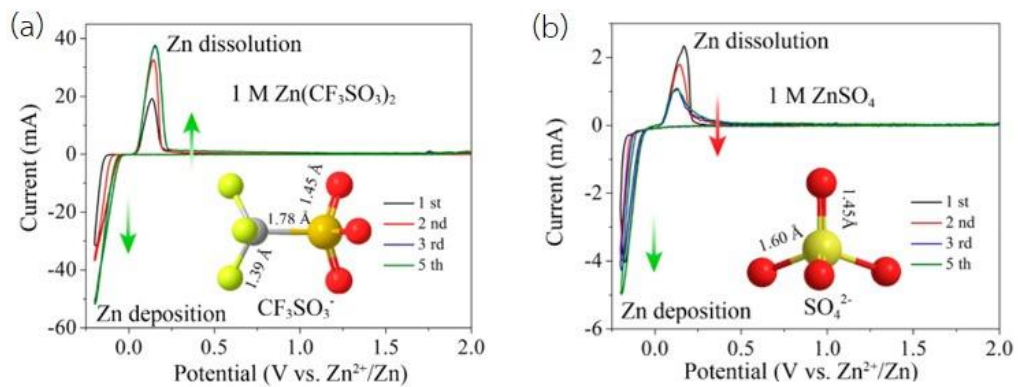 (a)
40
20
0
-20
-40
-60
Current (mA)
Zn dissolution
1 M Zn(CF₃SO₃)₂
1.45 Å
1.78 Å
1.39 Å
CF₃SO₃⁻
1 st
2 nd
3 rd
5 th
Zn deposition
0.0 0.5 1.0 1.5 2.0
Potential (V vs. Zn²⁺/Zn)
(b)
2
0
-2
-4
-6
Current (mA)
Zn dissolution
1 M ZnSO₄
1.45Å
1.60 Å
SO₄²⁻
1 st
2 nd
3 rd
5 th
Zn deposition
0.0 0.5 1.0 1.5 2.0
Potential (V vs. Zn²⁺/Zn)